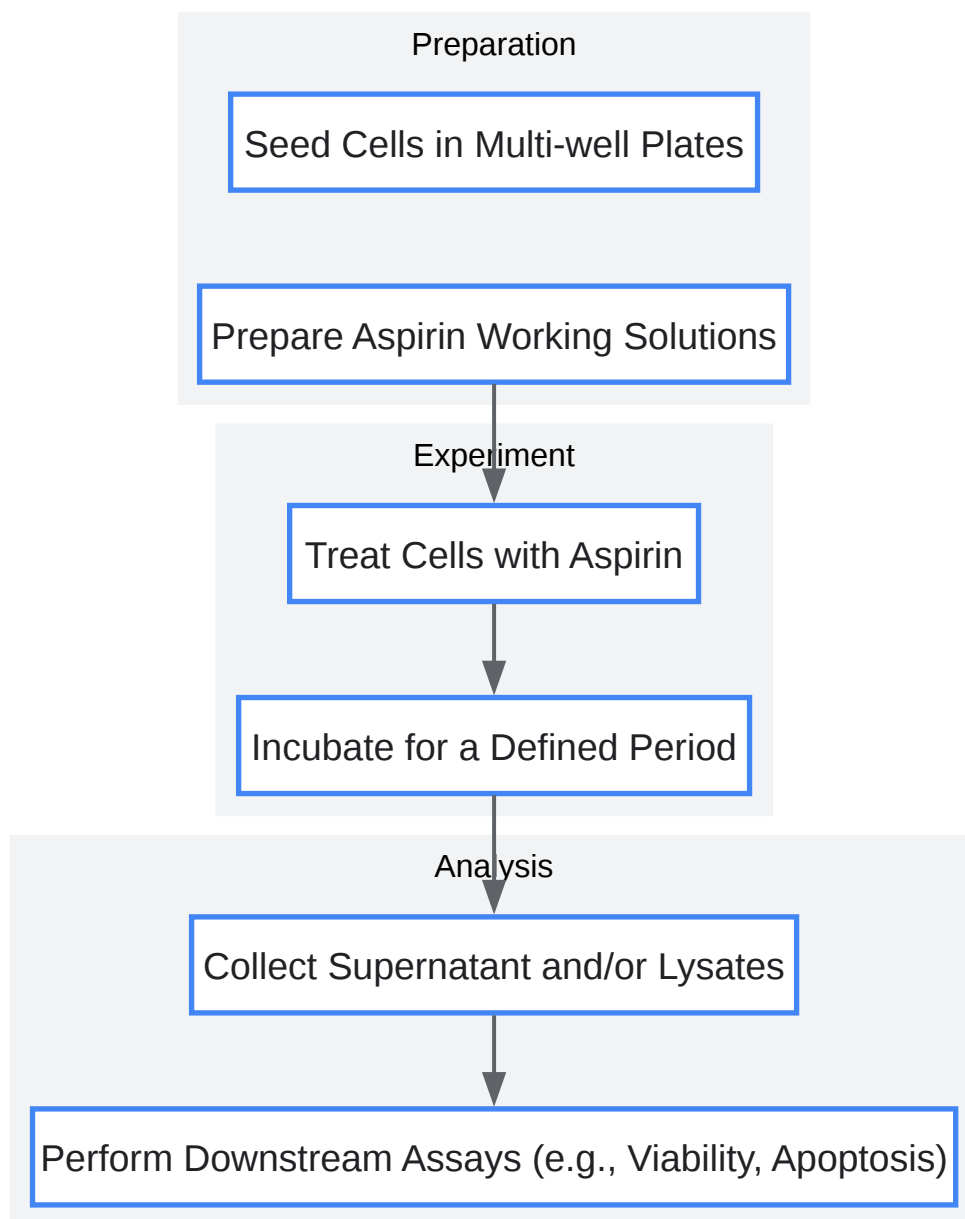 Preparation
Seed Cells in Multi-well Plates
Prepare Aspirin Working Solutions
Experiment
Treat Cells with Aspirin
Incubate for a Defined Period
Analysis
Collect Supernatant and/or Lysates
Perform Downstream Assays (e.g., Viability, Apoptosis)